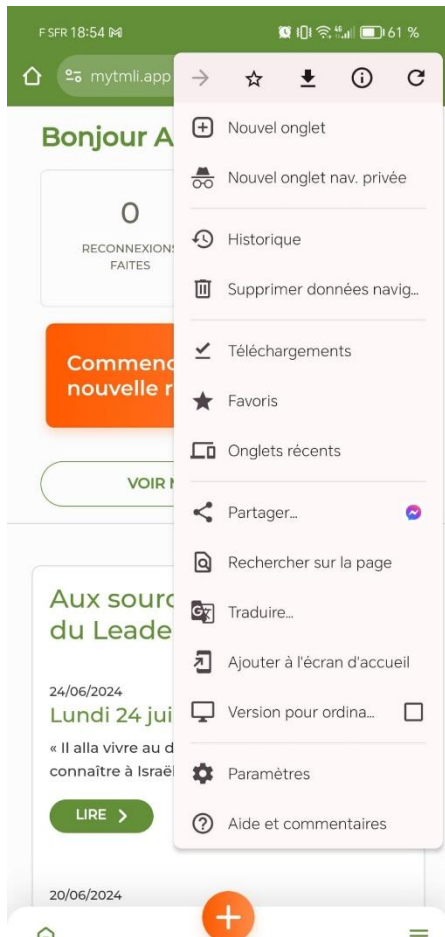 F SFR 18:54
61 %
mytmli.app
Nouvel onglet
Nouvel onglet nav. privée
Historique
Supprimer données navig...
Téléchargements
Favoris
Onglets récents
Partager...
Rechercher sur la page
Traduire...
Ajouter à l'écran d'accueil
Version pour ordina...
Paramètres
Aide et commentaires
Bonjour A
0
RECONNEXIONS
FAITES
Commenc
nouvelle r
VOIR
Aux sourc
du Leade
24/06/2024
Lundi 24 jui
« Il alla vivre au d
connaître à Israël
LIRE
20/06/2024